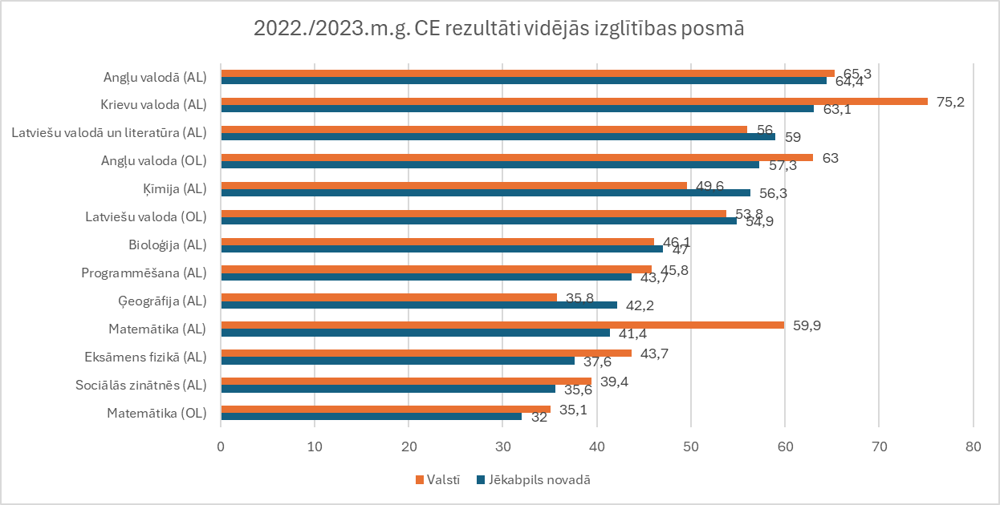 2022./2023.m.g. CE rezultāti vidējās izglītības posmā
Angļu valodā (AL)
65,3
64,4
Krievu valoda (AL)
75,2
63,1
Latviešu valodā un literatūra (AL)
56
59
Angļu valoda (OL)
63
57,3
Ķīmija (AL)
49,6
56,3
Latviešu valoda (OL)
53,8
54,9
Bioloģija (AL)
46,1
47
Programmēšana (AL)
45,8
43,7
Ģeogrāfija (AL)
35,8
42,2
Matemātika (AL)
59,9
41,4
Eksāmens fizikā (AL)
43,7
37,6
Sociālās zinātnēs (AL)
39,4
35,6
Matemātika (OL)
35,1
32
0 10 20 30 40 50 60 70 80
Valstī Jēkabpils novadā